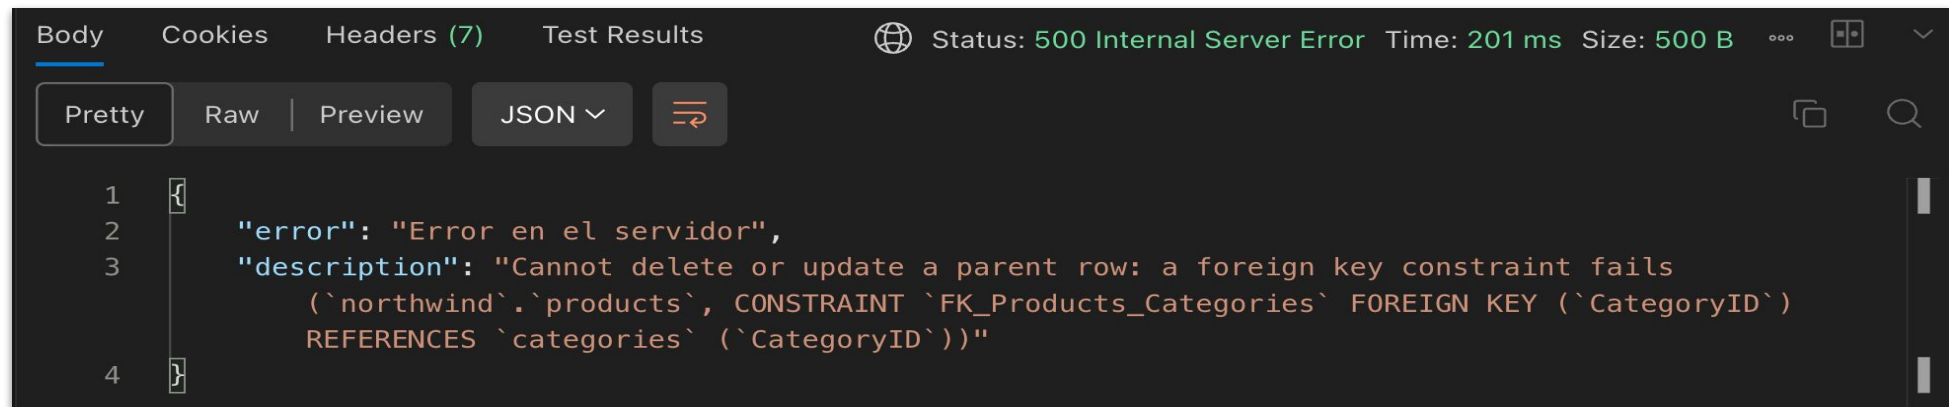 Body Cookies Headers (7) Test Results Status: 500 Internal Server Error Time: 201 ms Size: 500 B
Pretty Raw Preview JSON
1 {
2 "error": "Error en el servidor",
3 "description": "Cannot delete or update a parent row: a foreign key constraint fails
(`northwind`.`products`, CONSTRAINT `FK_Products_Categories` FOREIGN KEY (`CategoryID`)
REFERENCES `categories` (`CategoryID`))"
4 }